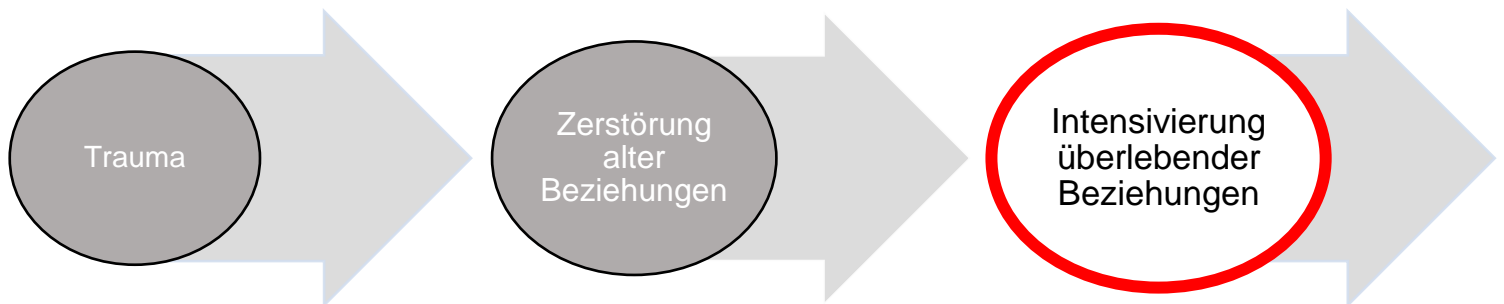 Trauma
Zerstörung
alter
Beziehungen
Intensivierung
überlebender
Beziehungen